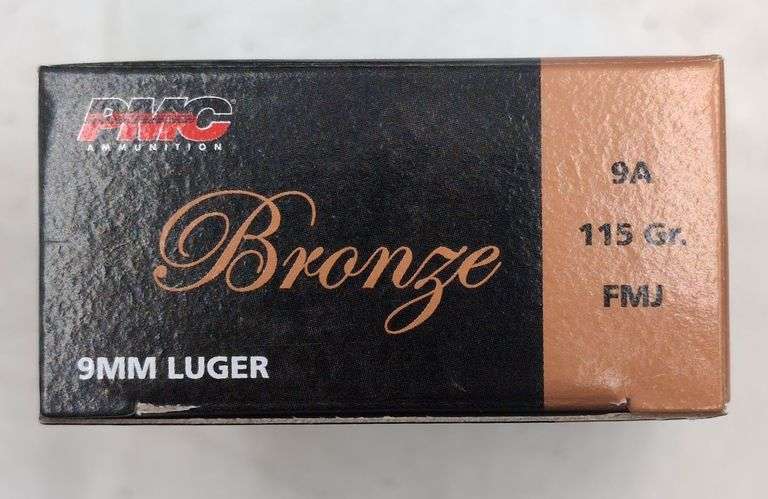 PMC
AMMUNITION
Bronze
9MM LUGER
9A
115 Gr.
FMJ